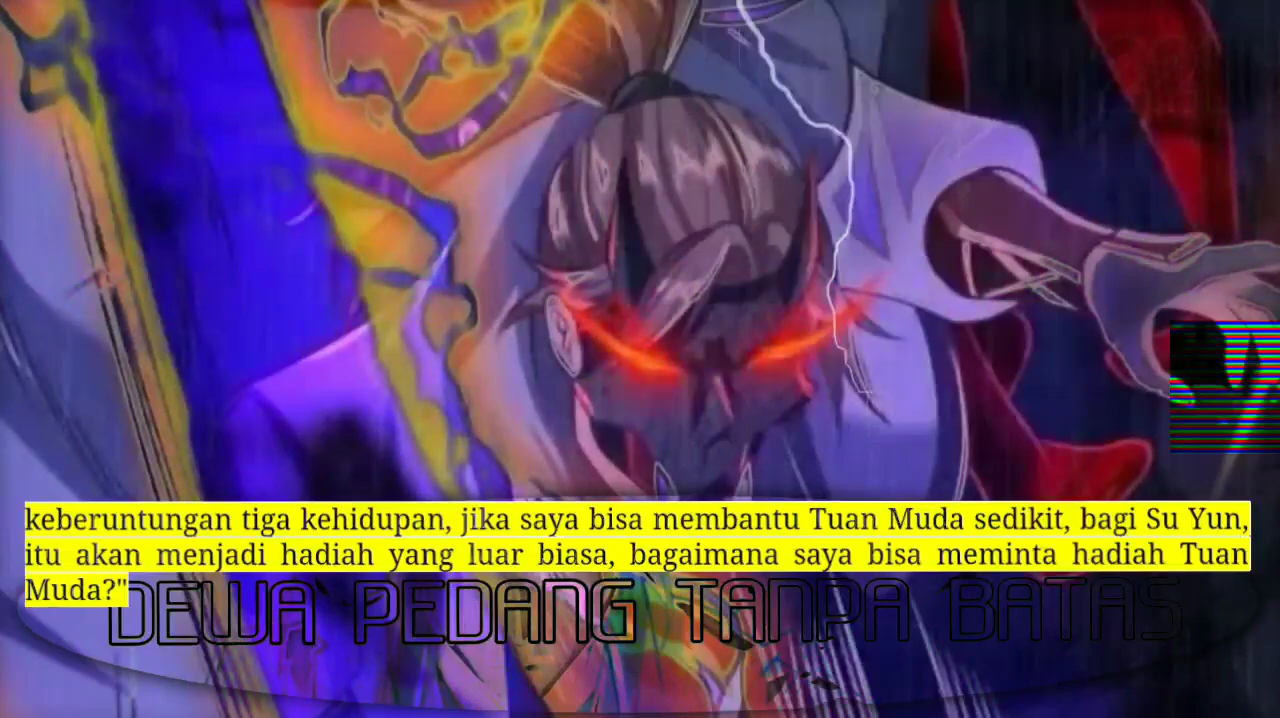 keberuntungan tiga kehidupan, jika saya bisa membantu Tuan Muda sedikit, bagi Su Yun,
itu akan menjadi hadiah yang luar biasa, bagaimana saya bisa meminta hadiah Tuan
Muda?"
DEWA PEDANG TANPA BATAS